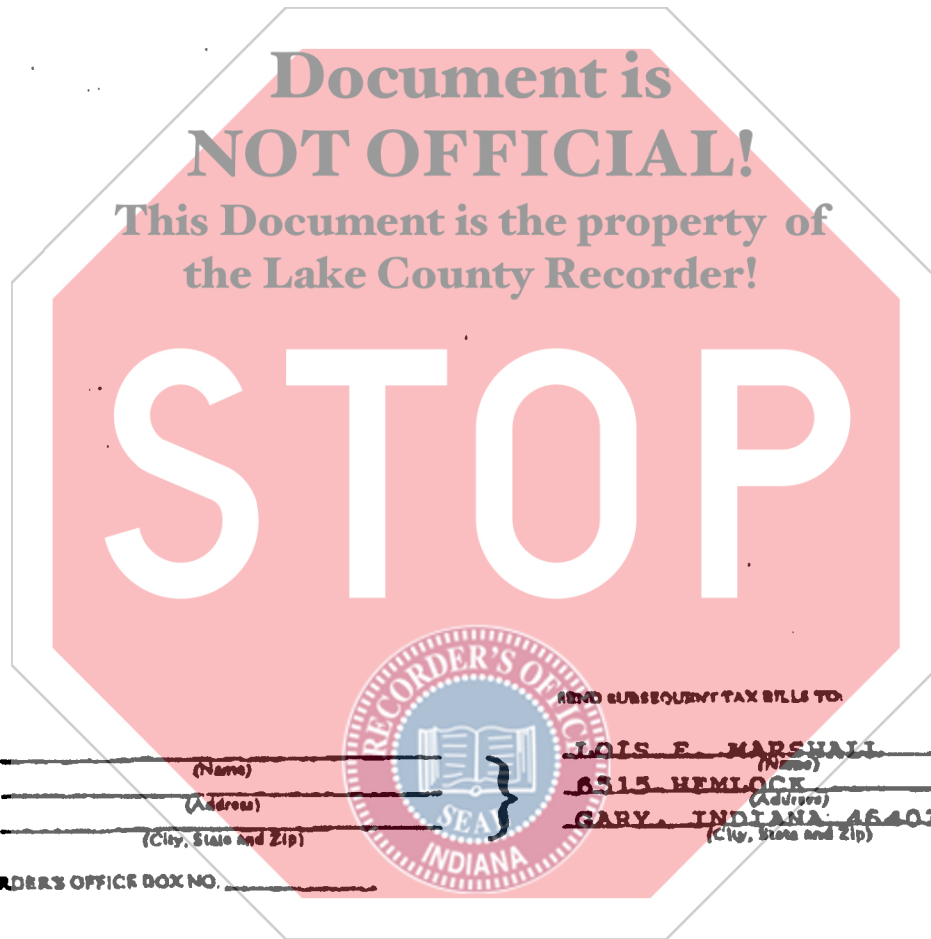 Document is
NOT OFFICIAL!
This Document is the property of
the Lake County Recorder!
STOP
RECORDER'S OFFICE
SEAL
INDIANA
SEND SUBSEQUENT TAX BILLS TO:
LOIS E. MARSHALL
(Name)
(Name)
6515 HEMLOCK
(Address)
(Address)
GARY, INDIANA 46403
(City, State and Zip)
(City, State and Zip)
RDER'S OFFICE BOX NO.